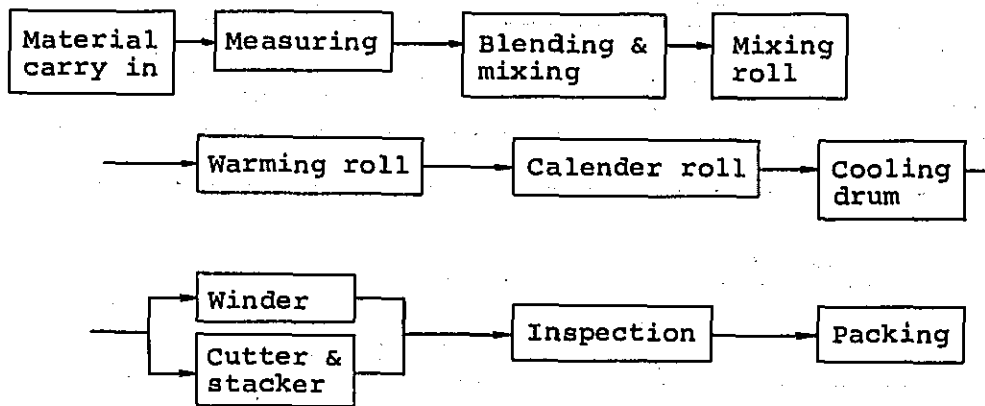 Material
carry in
Measuring
Blending &
mixing
Mixing
roll
Warming roll
Calender roll
Cooling
drum
Winder
Cutter &
stacker
Inspection
Packing